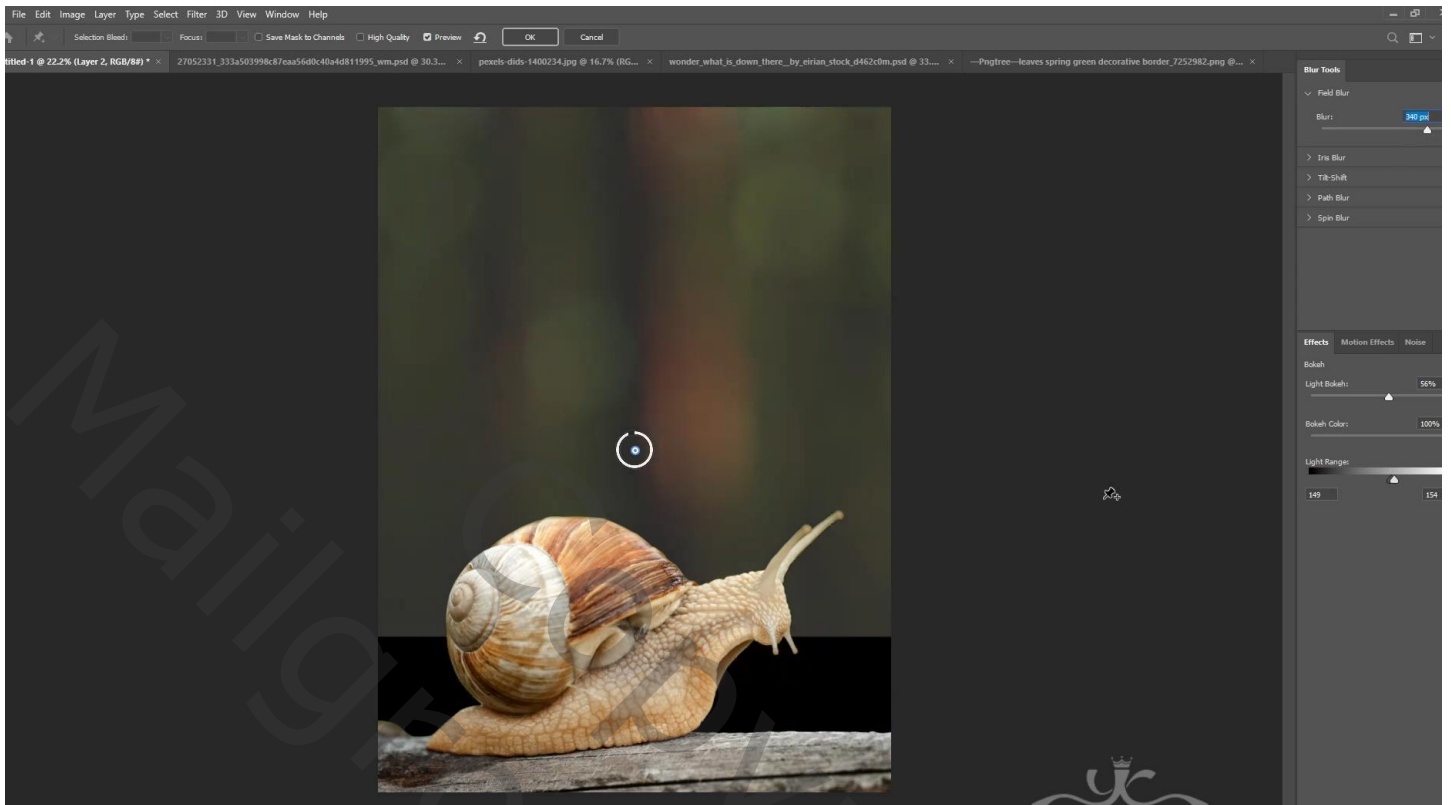 File Edit Image Layer Type Select Filter 3D View Window Help
Selection Bleed: Focus: Save Mask to Channels High Quality Preview OK Cancel
titled-1 @ 22.2% (Layer 2, RGB/8#) * × 27052331_333a503998c87eaa56d0c40a4d811995_wm.psd @ 30.3... × pexels-dids-1400234.jpg @ 16.7% (RG... × wonder_what_is_down_there__by_eirian_stock_d462c0m.psd @ 33.... × —Pngtree—leaves spring green decorative border_7252982.png @... ×
Blur Tools
Field Blur
Blur: 340 px
Iris Blur
Tilt-Shift
Path Blur
Spin Blur
Effects Motion Effects Noise
Bokeh
Light Bokeh: 56%
Bokeh Color: 100%
Light Range:
149 154